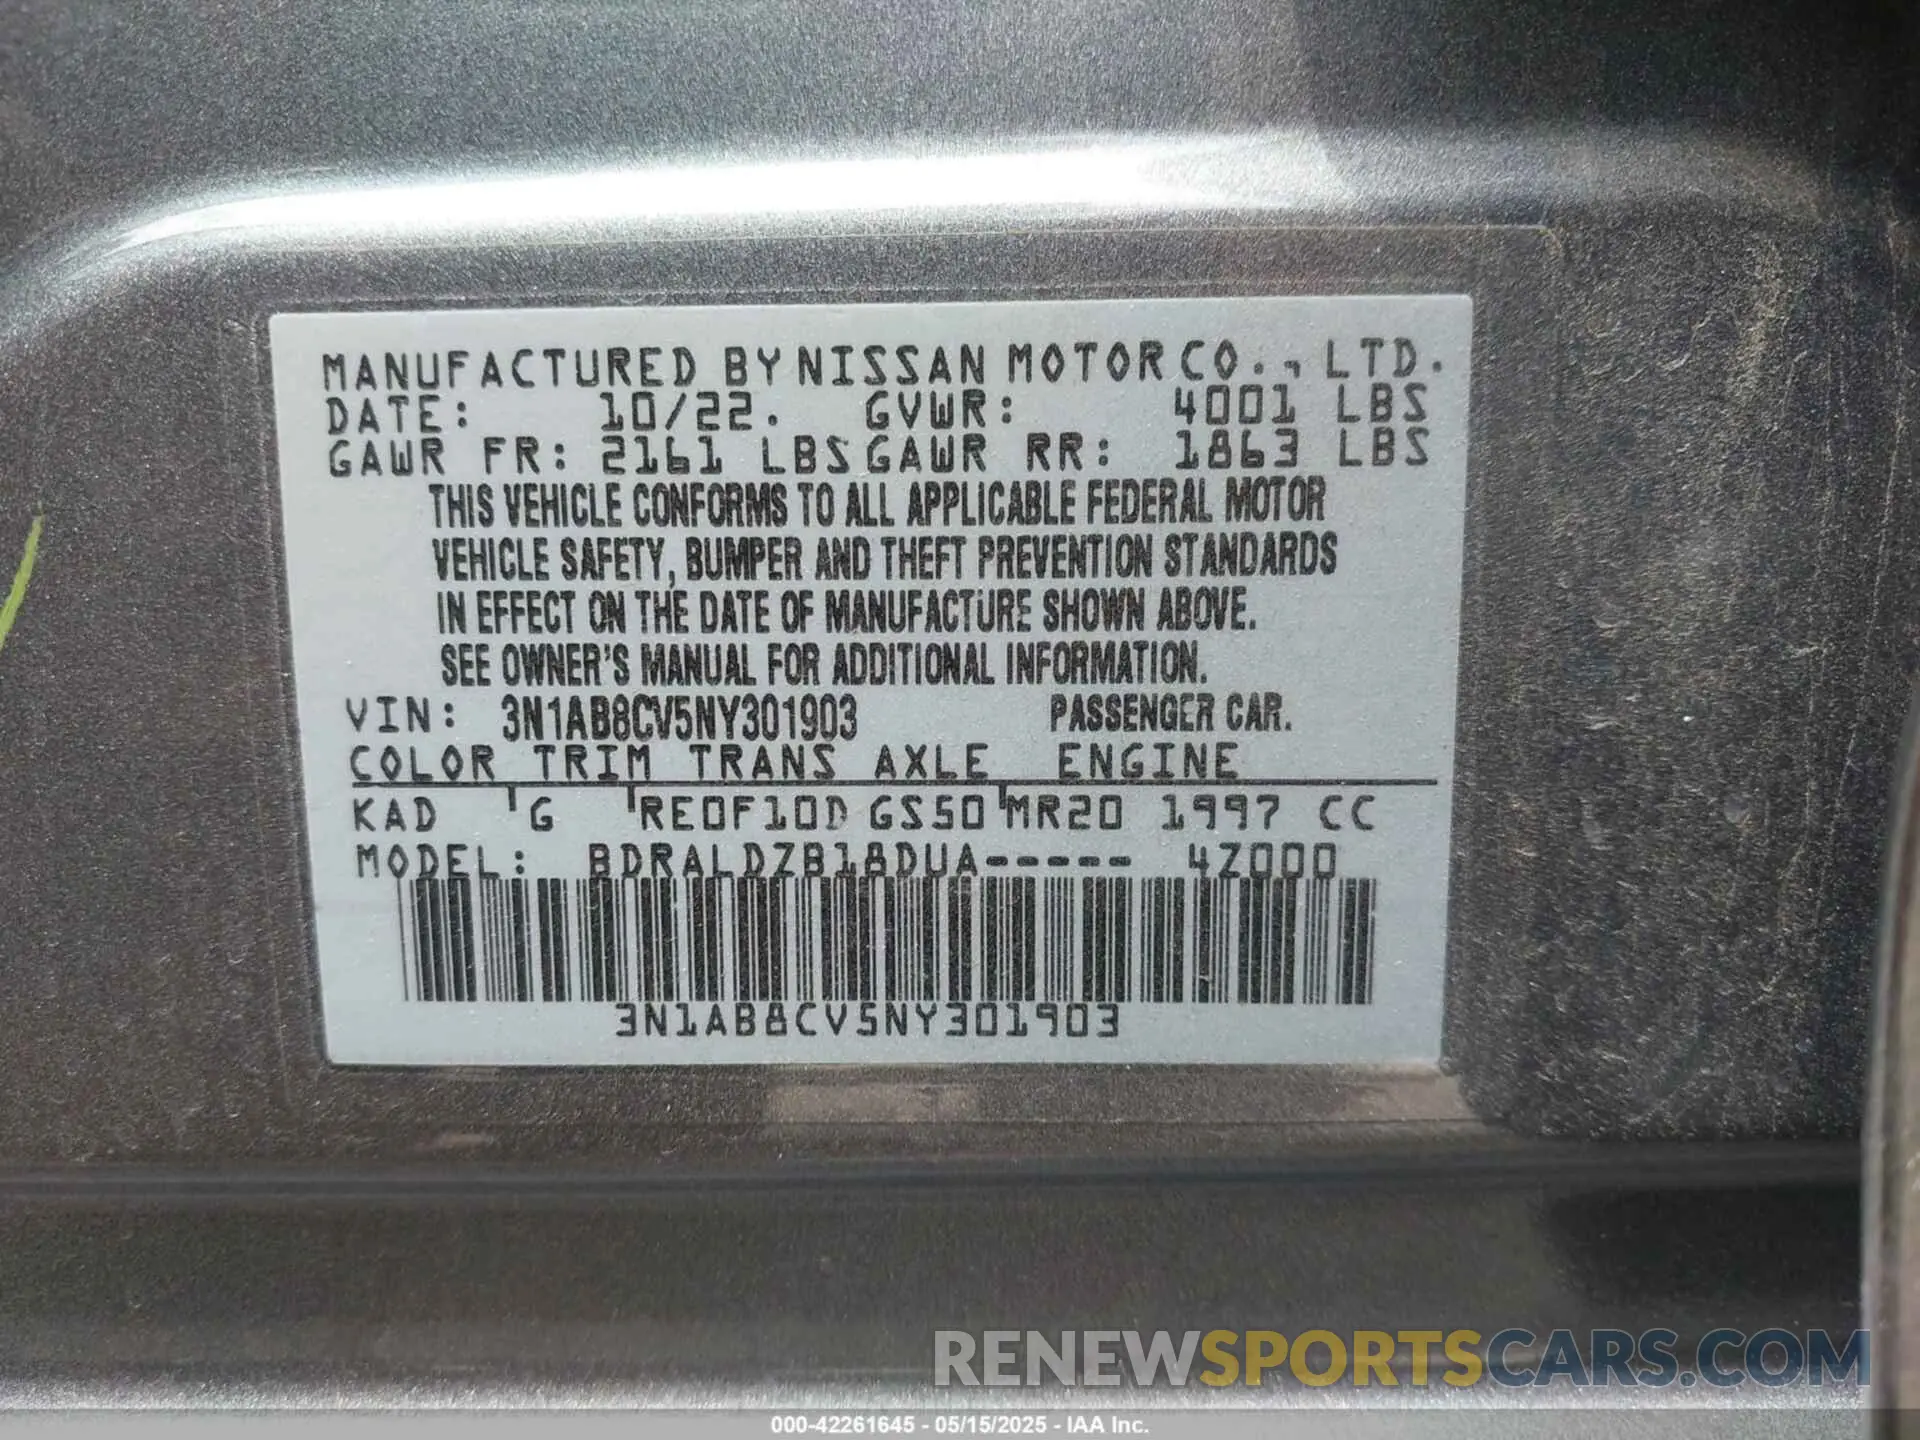 MANUFACTURED BY NISSAN MOTOR CO., LTD.
DATE: 10/22. GVWR: 4001 LBS
GAWR FR: 2161 LBS GAWR RR: 1863 LBS
THIS VEHICLE CONFORMS TO ALL APPLICABLE FEDERAL MOTOR
VEHICLE SAFETY, BUMPER AND THEFT PREVENTION STANDARDS
IN EFFECT ON THE DATE OF MANUFACTURE SHOWN ABOVE.
SEE OWNER'S MANUAL FOR ADDITIONAL INFORMATION.
VIN: 3N1AB8CV5NY301903 PASSENGER CAR.
COLOR TRIM TRANS AXLE ENGINE
KAD G RE0F10D GS50 MR20 1997 CC
MODEL: BDRALDZB18DUA----- 4Z000
3N1AB8CV5NY301903
RENEWSPORTSCARS.COM
000-42261645 - 05/15/2025 - IAA Inc.